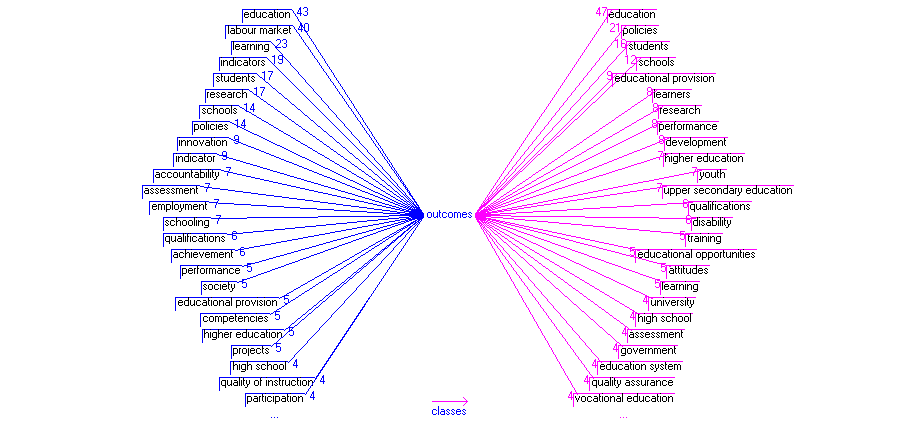 education 43
labour market 40
learning 23
indicators 19
students 17
research 17
schools 14
policies 14
innovation 9
indicator 9
accountability 7
assessment 7
employment 7
schooling 7
qualifications 6
achievement 6
performance 5
society 5
educational provision 5
competencies 5
higher education 5
projects 5
high school 4
quality of instruction 4
participation 4
...
outcomes
classes
47 education
21 policies
16 students
12 schools
9 educational provision
8 learners
8 research
8 performance
8 development
7 higher education
7 youth
7 upper secondary education
6 qualifications
6 disability
5 training
5 educational opportunities
5 attitudes
5 learning
4 university
4 high school
4 assessment
4 government
4 education system
4 quality assurance
4 vocational education
...